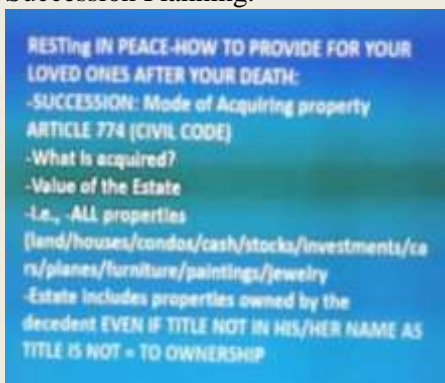 Succession Planning.
RESTing IN PEACE-HOW TO PROVIDE FOR YOUR
LOVED ONES AFTER YOUR DEATH:
-SUCCESSION: Mode of Acquiring property
ARTICLE 774 (CIVIL CODE)
-What is acquired?
-Value of the Estate
-i.e., -ALL properties
(land/houses/condos/cash/stocks/investments/ca
rs/planes/furniture/paintings/jewelry
-Estate includes properties owned by the
decedent EVEN IF TITLE NOT IN HIS/HER NAME AS
TITLE IS NOT = TO OWNERSHIP